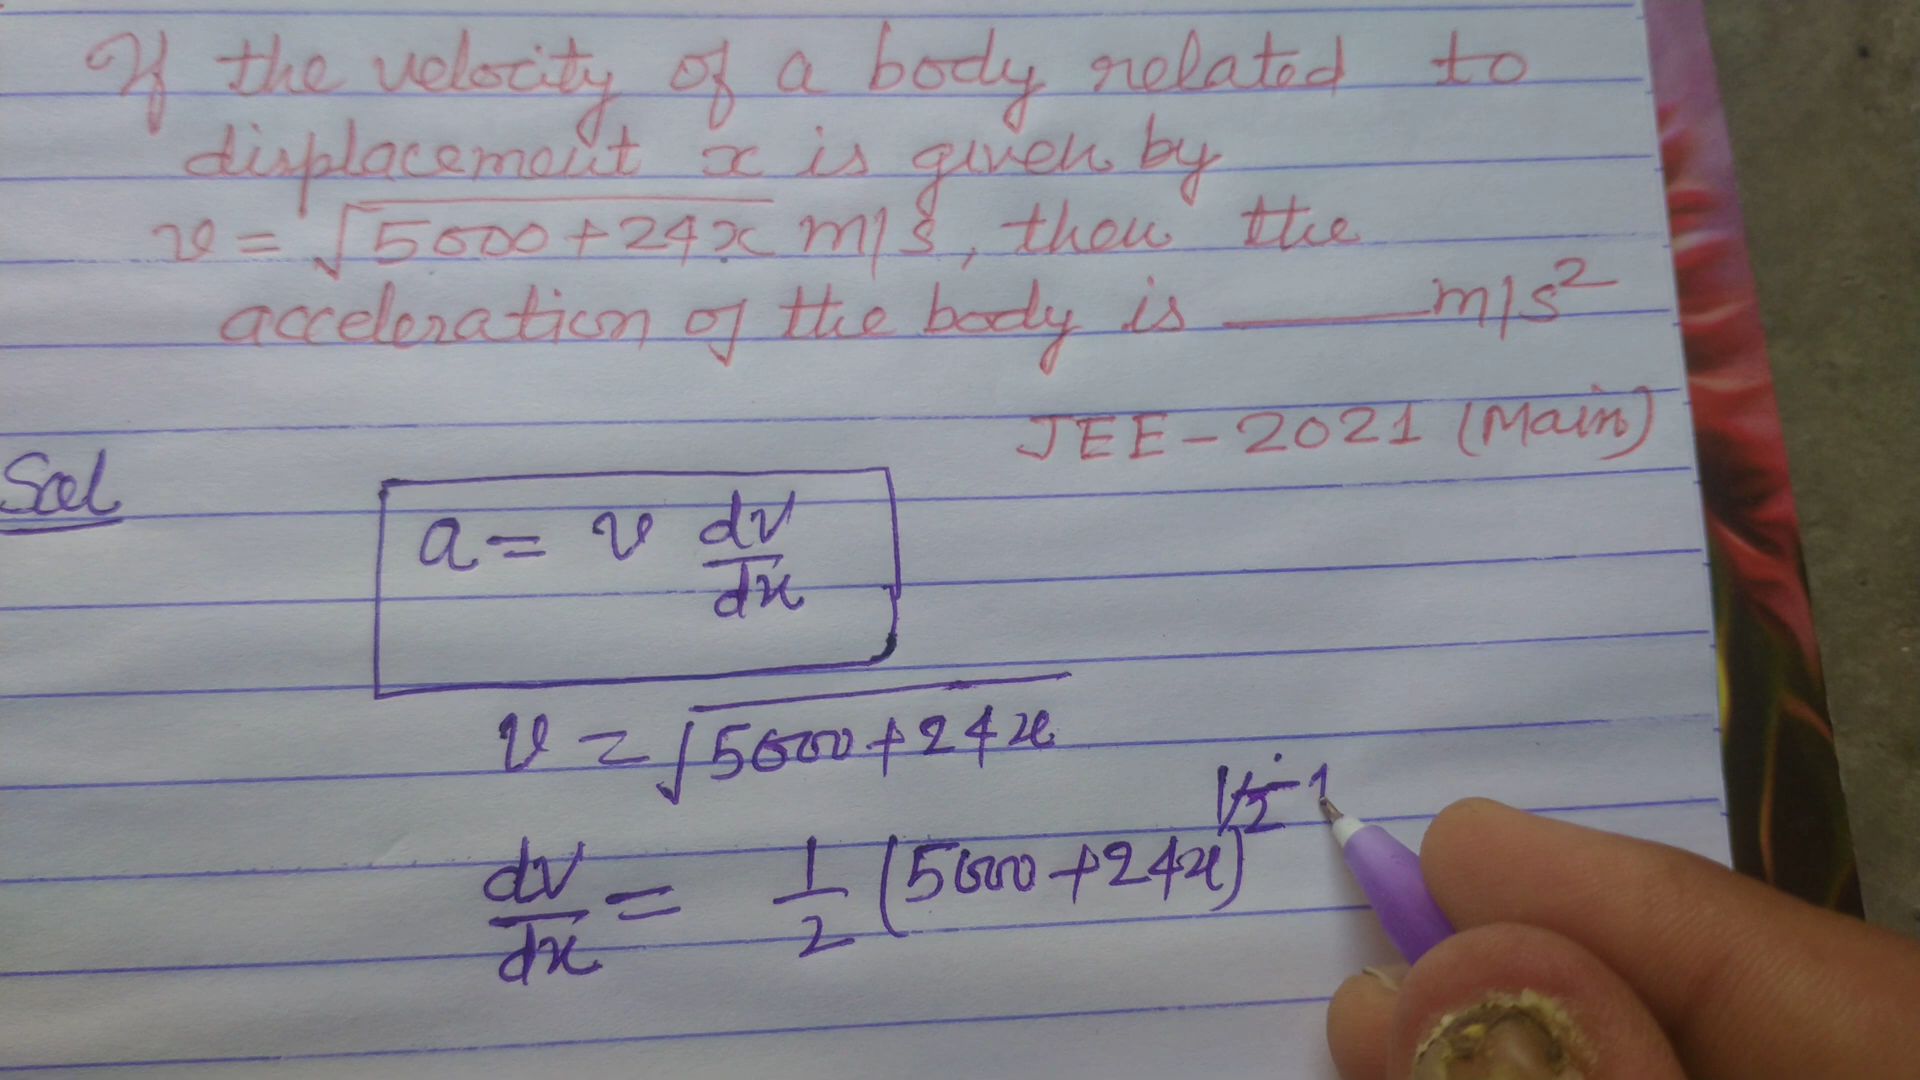 If the velocity of a body related to
displacement x is given by
v = √5000+24x m/s, then the
acceleration of the body is ______ m/s²
JEE-2021 (Main)
Sol
a = v dv/dx
v = √5000+24x
dv/dx = 1/2 (5000+24x)^1/2-1